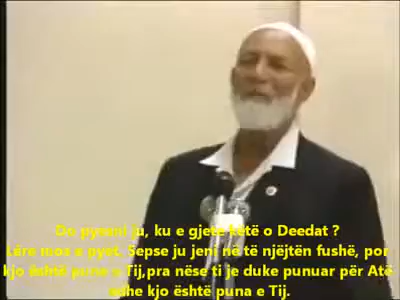 Do pyesni ju, ku e gjete këtë o Deedat ?
Lëre mos e pyet. Sepse ju jeni në të njëjtën fushë, por
kjo është puna e Tij,pra nëse ti je duke punuar për Atë
edhe kjo është puna e Tij.